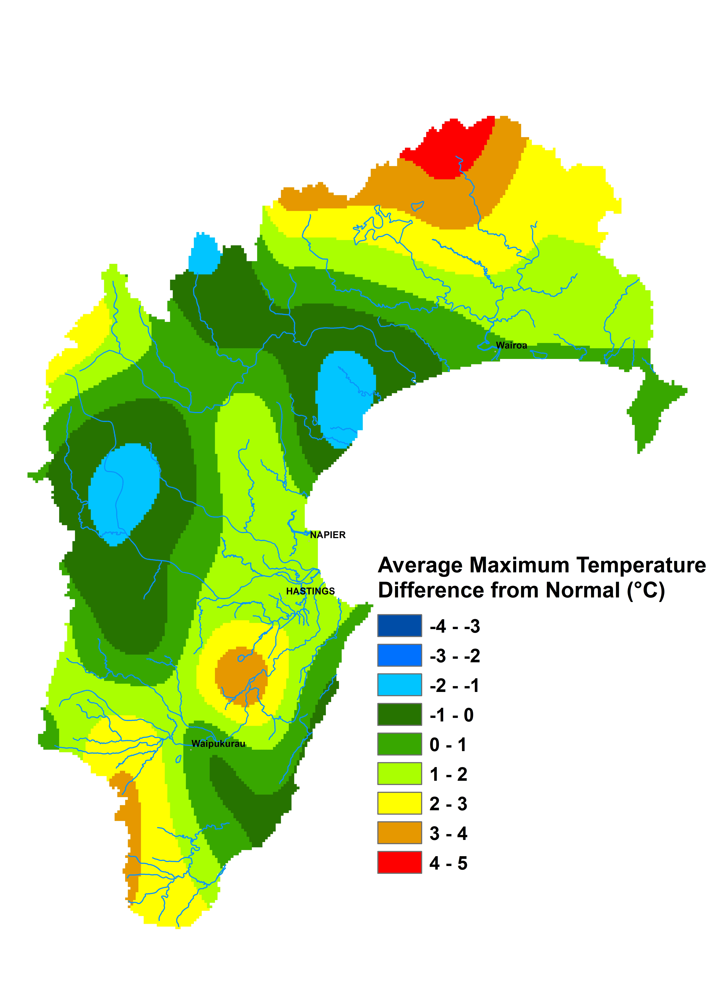 Wairoa
NAPIER
HASTINGS
Waipukurau
Average Maximum Temperature
Difference from Normal (°C)
-4 - -3
-3 - -2
-2 - -1
-1 - 0
0 - 1
1 - 2
2 - 3
3 - 4
4 - 5